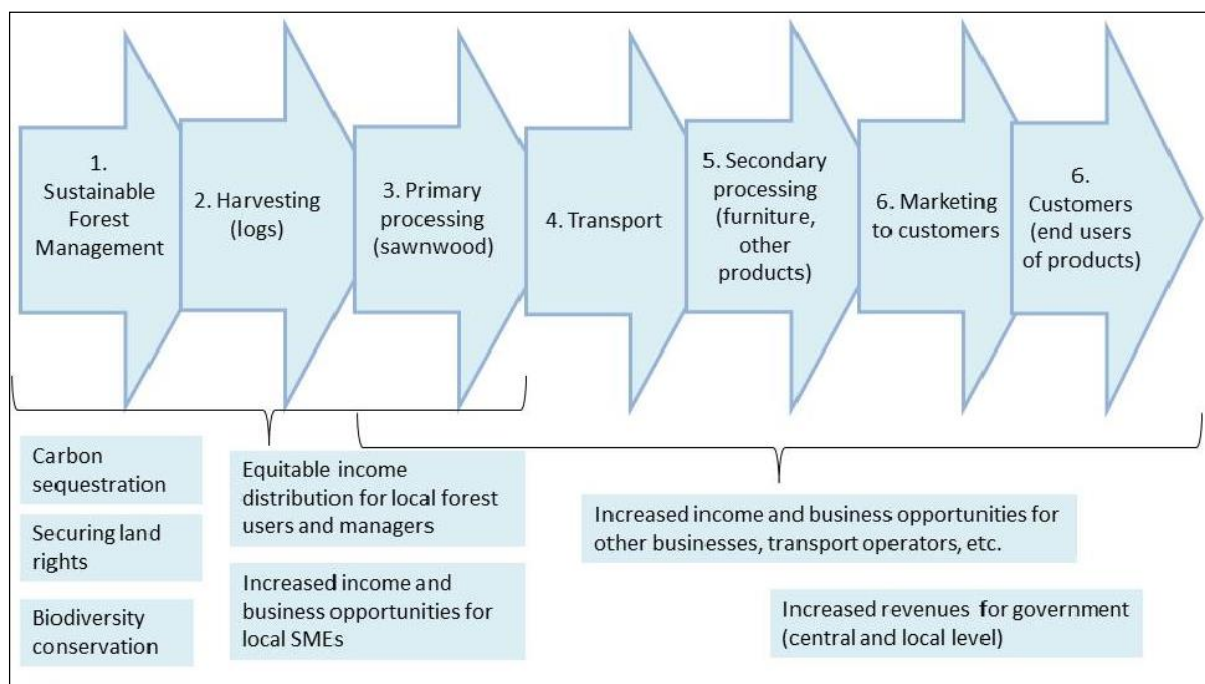 1.
Sustainable
Forest
Management
2. Harvesting
(logs)
3. Primary
processing
(sawnwood)
4. Transport
5. Secondary
processing
(furniture,
other
products)
6. Marketing
to customers
6.
Customers
(end users
of products)
Carbon
sequestration
Securing land
rights
Biodiversity
conservation
Equitable income
distribution for local forest
users and managers
Increased income and
business opportunities for
local SMEs
Increased income and business opportunities for
other businesses, transport operators, etc.
Increased revenues for government
(central and local level)